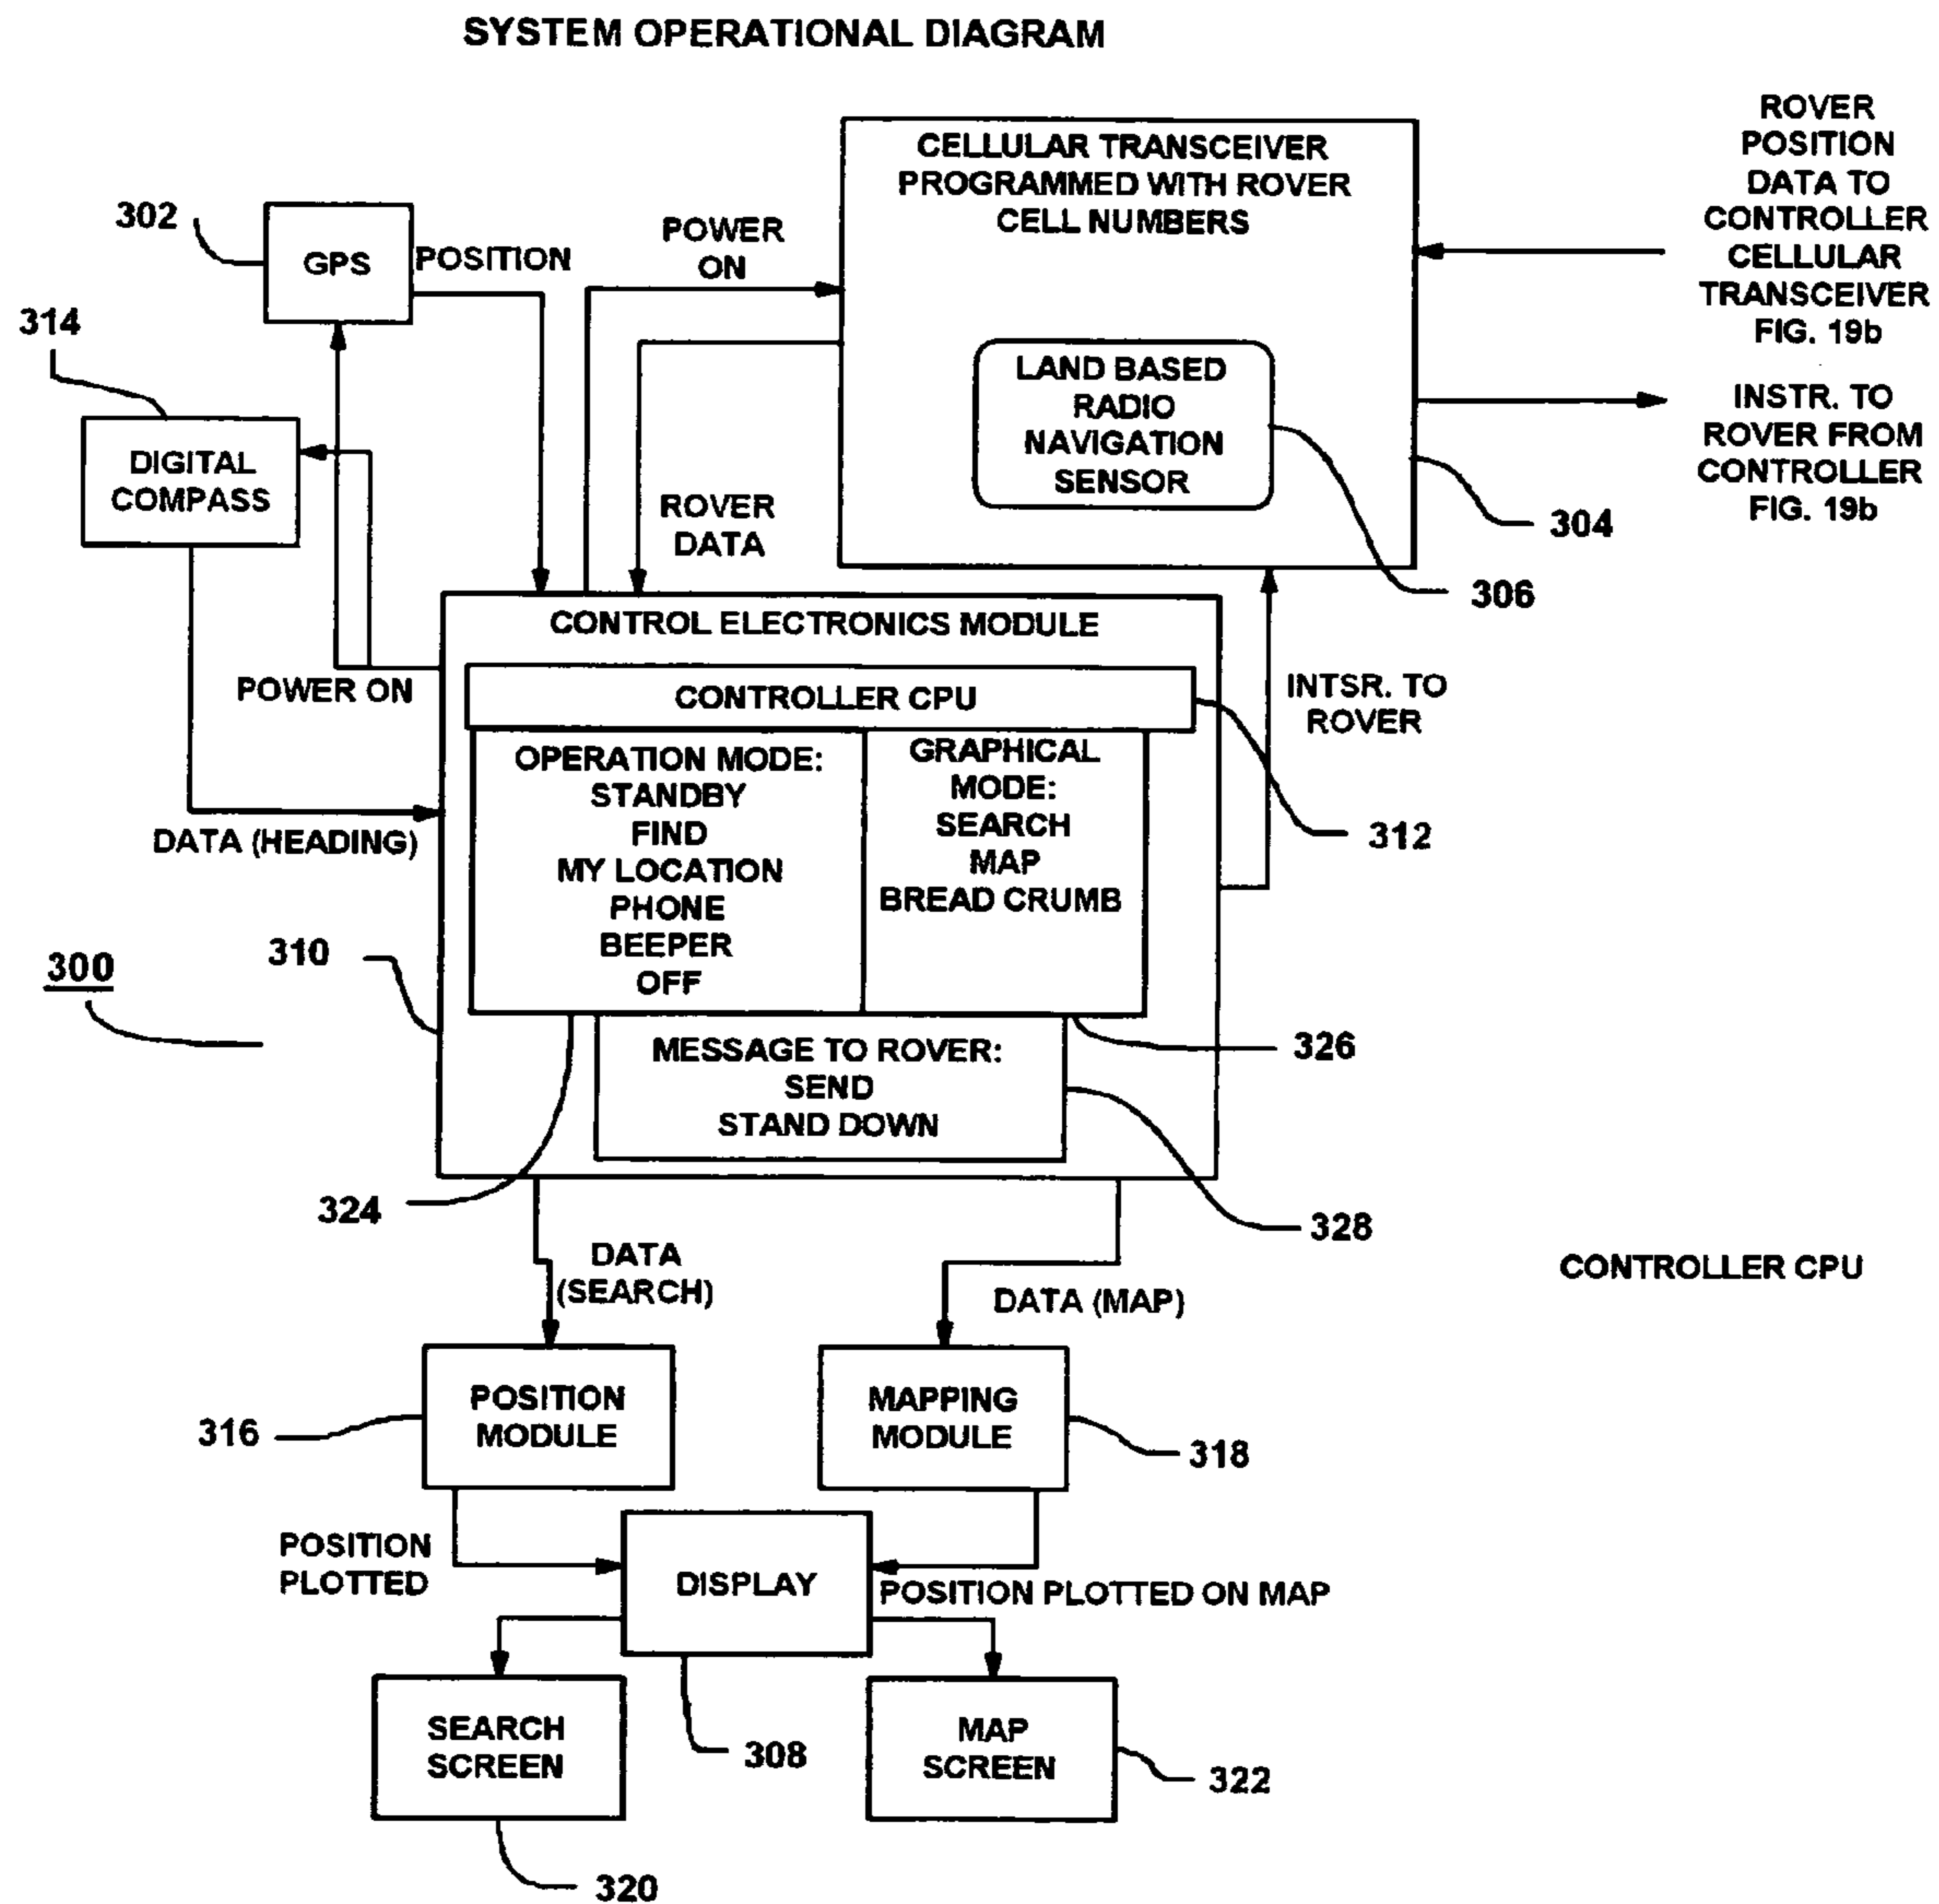 SYSTEM OPERATIONAL DIAGRAM
ROVER
POSITION
DATA TO
CONTROLLER
CELLULAR
TRANSCEIVER
FIG. 19b
INSTR. TO
ROVER FROM
CONTROLLER
FIG. 19b
CELLULAR TRANSCEIVER
PROGRAMMED WITH ROVER
CELL NUMBERS
LAND BASED
RADIO
NAVIGATION
SENSOR
304
306
302
GPS
POSITION
POWER
ON
314
DIGITAL
COMPASS
ROVER
DATA
POWER ON
DATA (HEADING)
CONTROL ELECTRONICS MODULE
CONTROLLER CPU
OPERATION MODE:
STANDBY
FIND
MY LOCATION
PHONE
BEEPER
OFF
GRAPHICAL
MODE:
SEARCH
MAP
BREAD CRUMB
INTSR. TO
ROVER
312
310
300
MESSAGE TO ROVER:
SEND
STAND DOWN
326
324
328
DATA
(SEARCH)
DATA (MAP)
CONTROLLER CPU
POSITION
MODULE
316
MAPPING
MODULE
318
POSITION
PLOTTED
DISPLAY
POSITION PLOTTED ON MAP
SEARCH
SCREEN
308
MAP
SCREEN
322
320